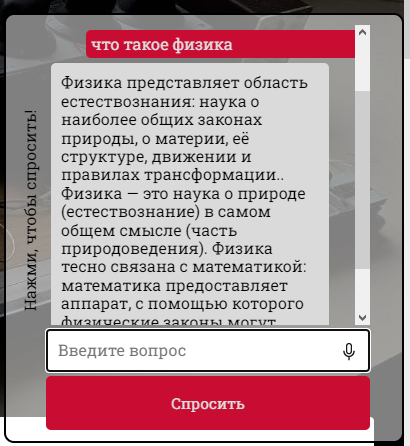 что такое физика
Физика представляет область
естествознания: наука о
наиболее общих законах
природы, о материи, её
структуре, движении и
правилах трансформации..
Физика — это наука о природе
(естествознание) в самом
общем смысле (часть
природоведения). Физика
тесно связана с математикой:
математика предоставляет
аппарат, с помощью которого
физические законы могут
Нажми, чтобы спросить!
Введите вопрос
Спросить